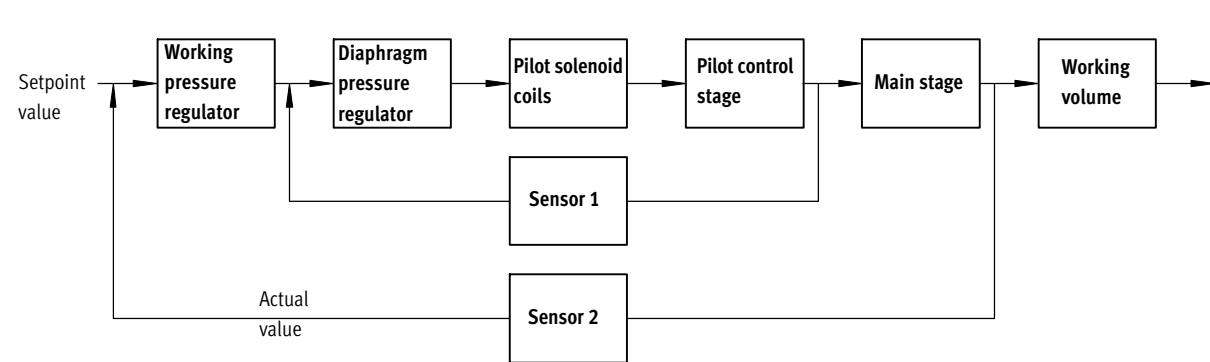 Setpoint
value
Working
pressure
regulator
Diaphragm
pressure
regulator
Pilot solenoid
coils
Pilot control
stage
Main stage
Working
volume
Sensor 1
Actual
value
Sensor 2